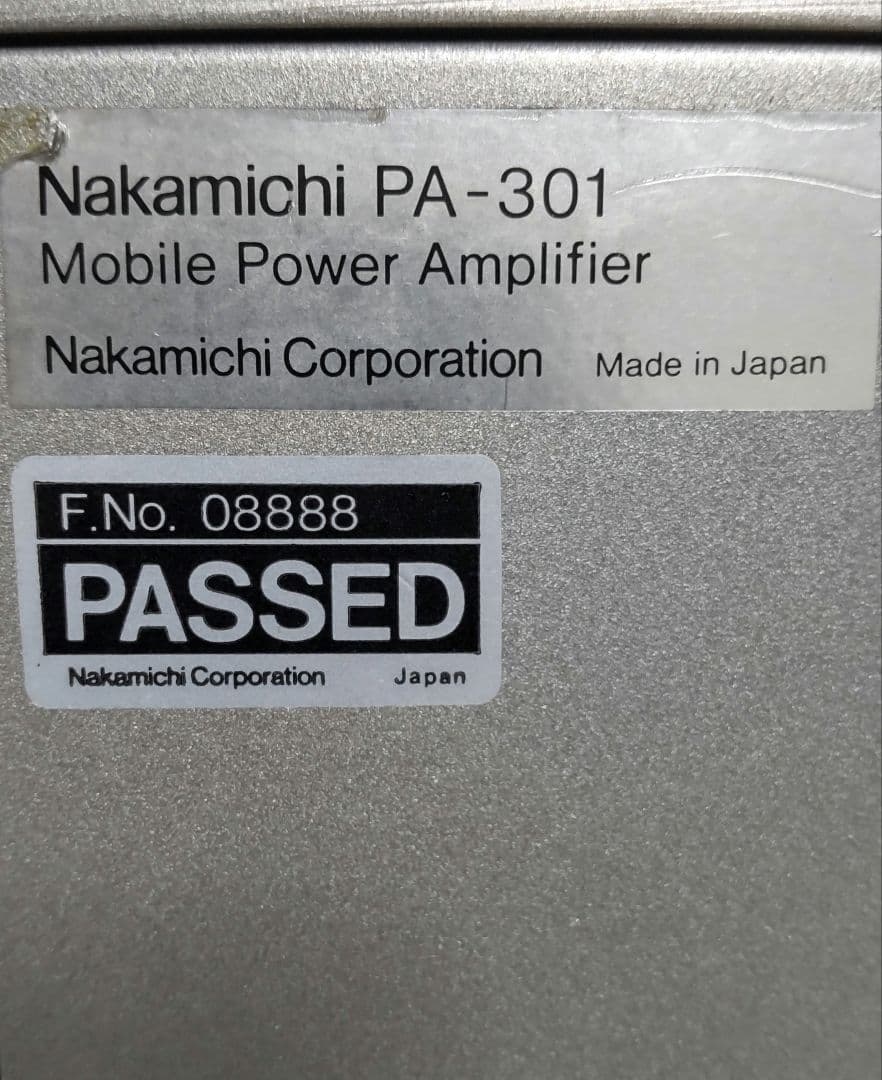 Nakamichi PA-301
Mobile Power Amplifier
Nakamichi Corporation Made in Japan
F.No. 08888
PASSED
Nakamichi Corporation Japan